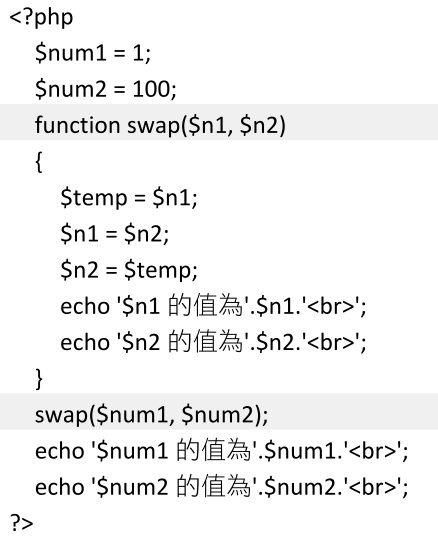 <?php
$num1 = 1;
$num2 = 100;
function swap($n1, $n2)
{
$temp = $n1;
$n1 = $n2;
$n2 = $temp;
echo '$n1 的值為'.$n1.'<br>';
echo '$n2 的值為'.$n2.'<br>';
}
swap($num1, $num2);
echo '$num1 的值為'.$num1.'<br>';
echo '$num2 的值為'.$num2.'<br>';
?>